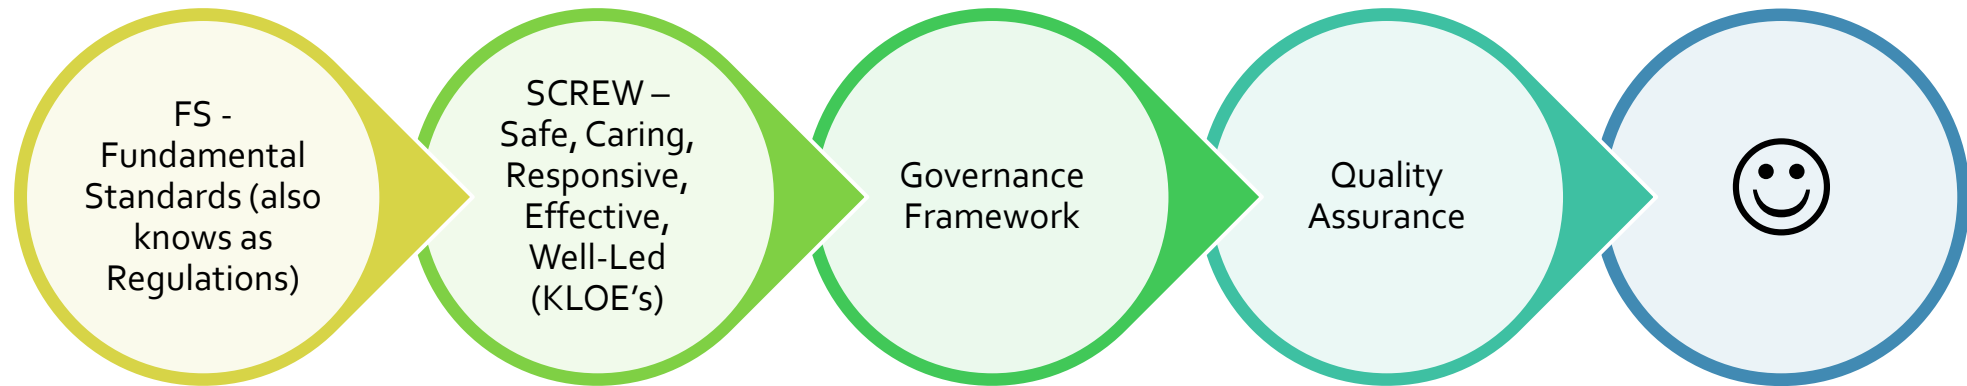 FS -
Fundamental
Standards (also
knows as
Regulations)
SCREW –
Safe, Caring,
Responsive,
Effective,
Well-Led
(KLOE’s)
Governance
Framework
Quality
Assurance